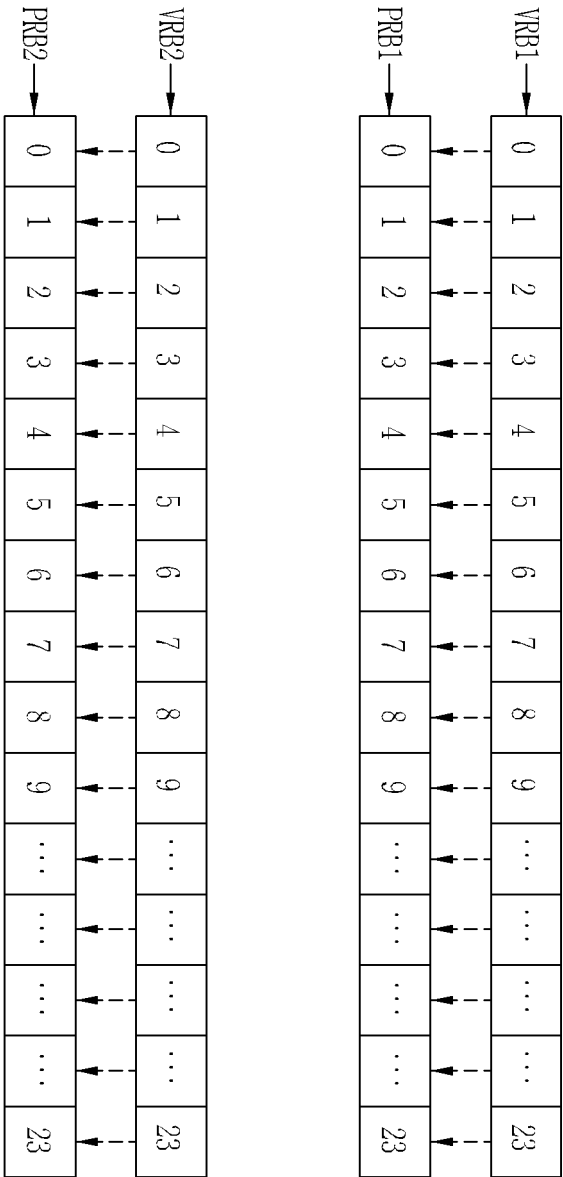 VRB1 0 1 2 3 4 5 6 7 8 9 ... ... ... ... 23
PRB1 0 1 2 3 4 5 6 7 8 9 ... ... ... ... 23
VRB2 0 1 2 3 4 5 6 7 8 9 ... ... ... ... 23
PRB2 0 1 2 3 4 5 6 7 8 9 ... ... ... ... 23